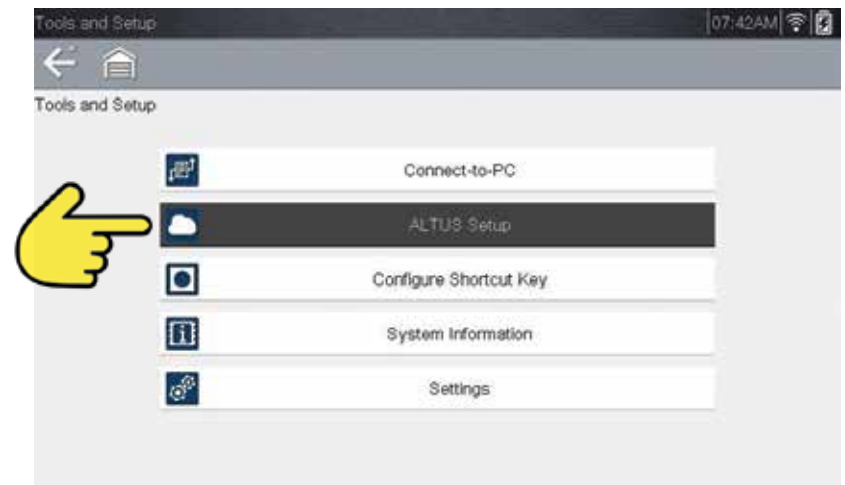 Tools and Setup
07:42AM
Tools and Setup
Connect-to-PC
ALTUS Setup
Configure Shortcut Key
System Information
Settings